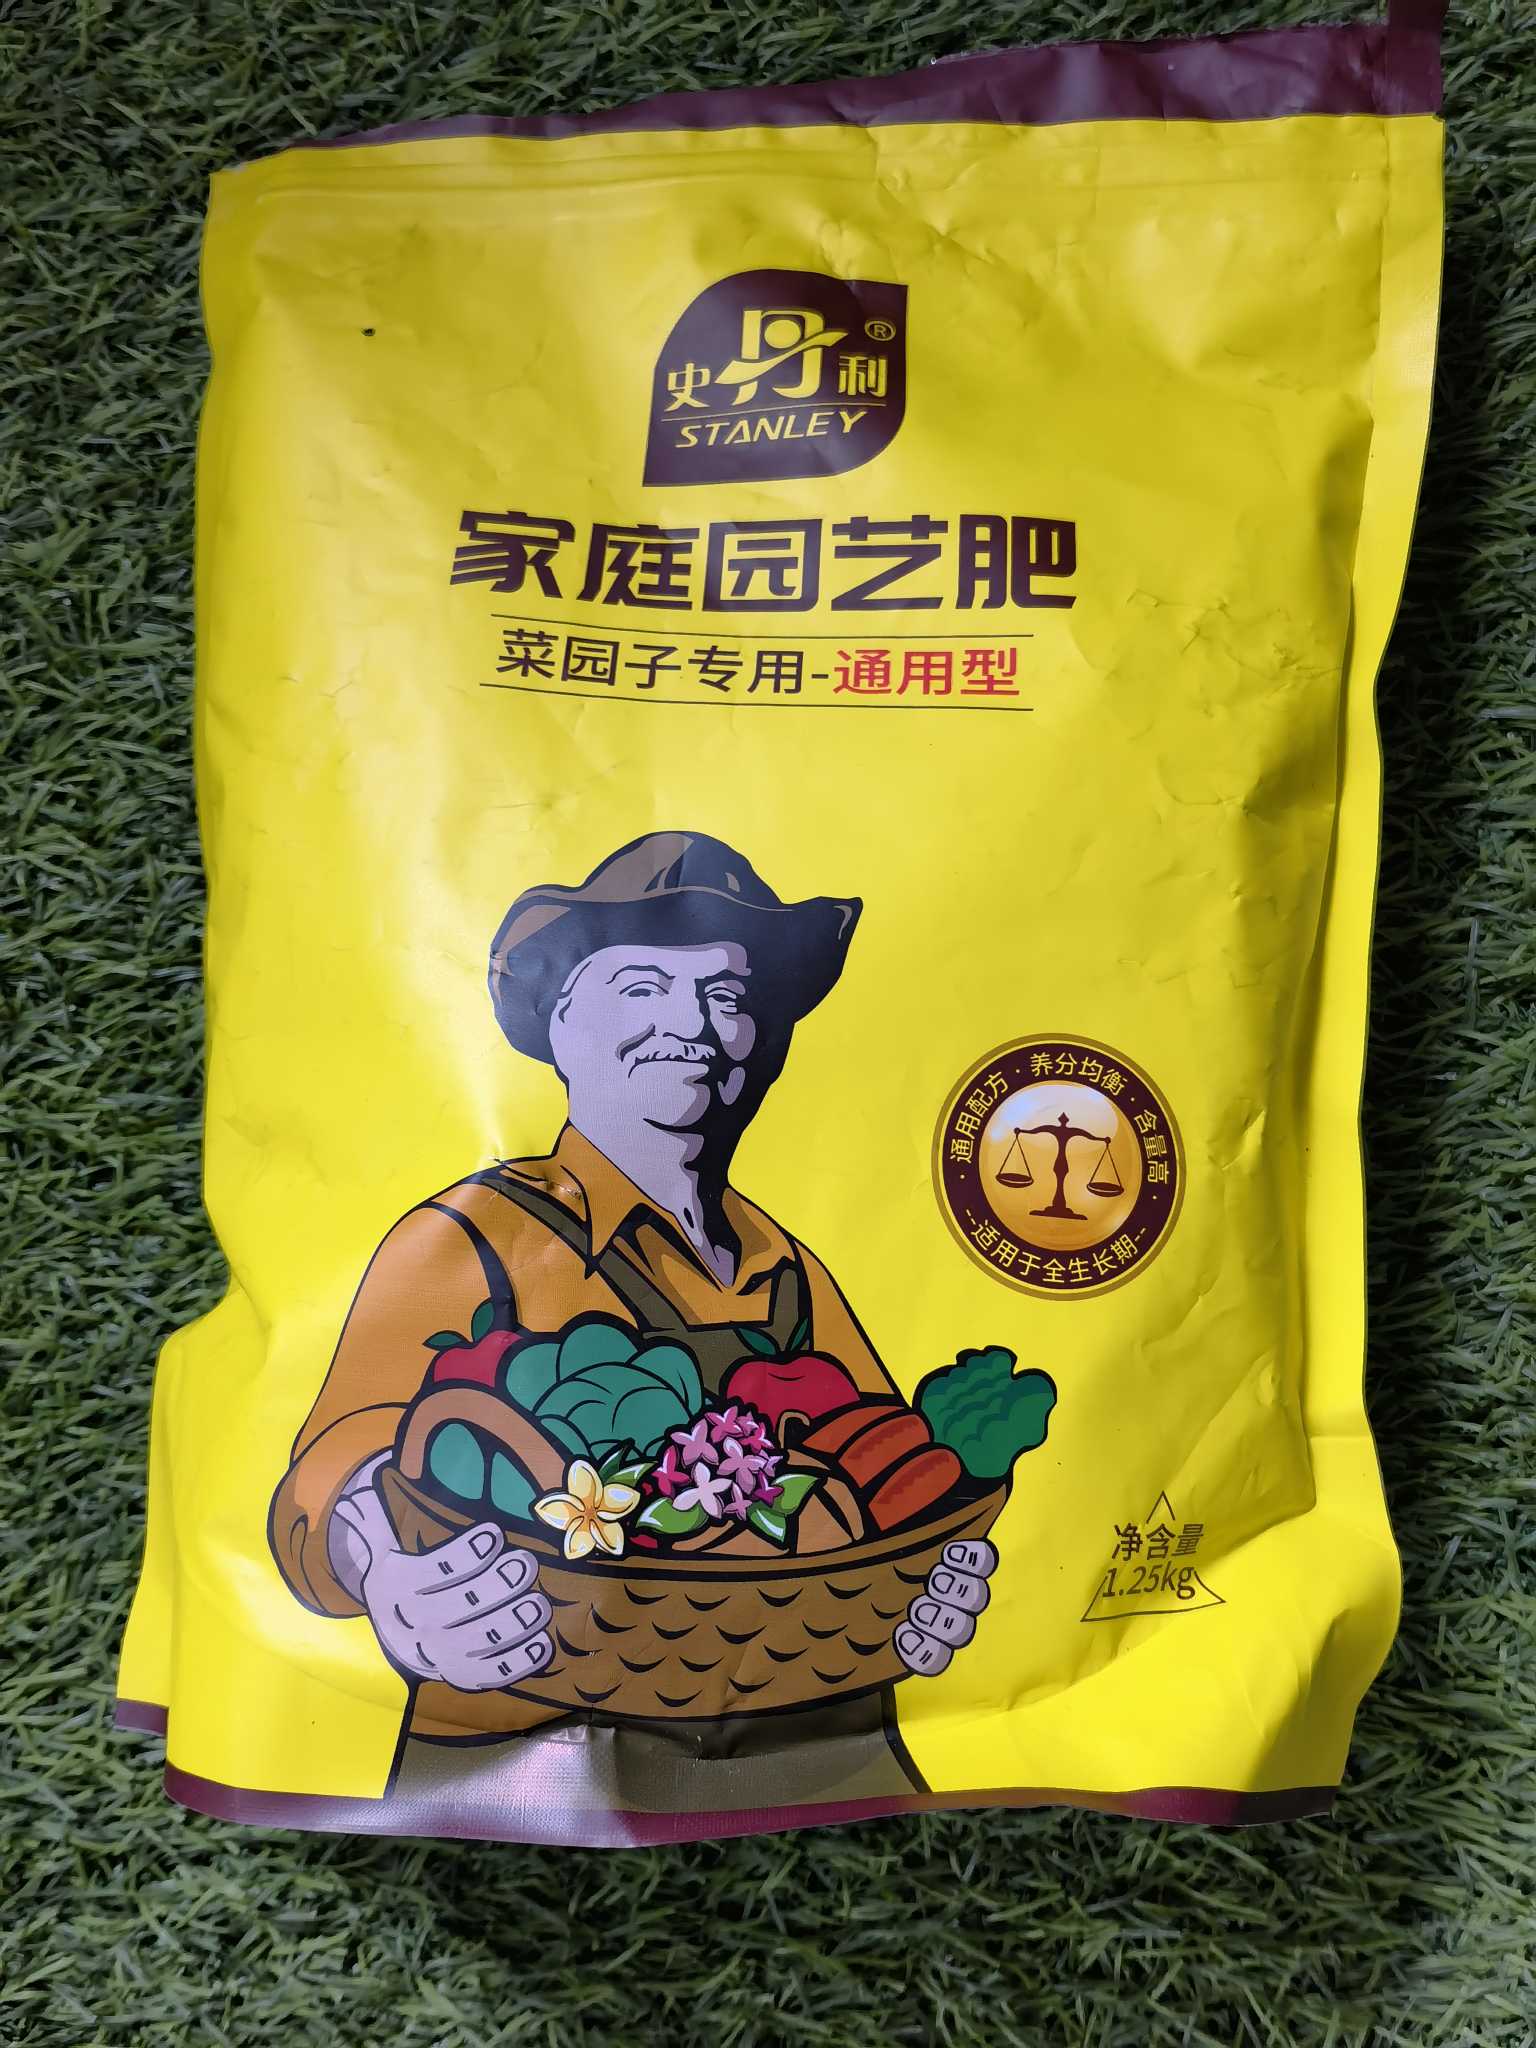 史丹利®
STANLEY
家庭园艺肥
菜园子专用-通用型
·通用配方·养分均衡·含量高·
--适用于全生长期--
净含量
1.25kg